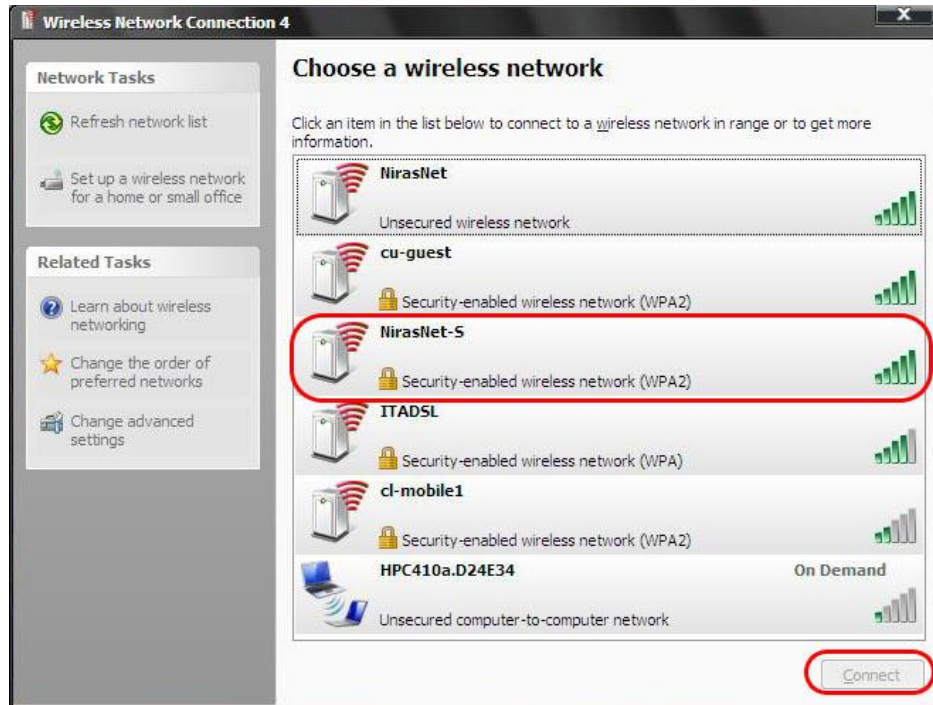 Wireless Network Connection 4
X
Network Tasks
Refresh network list
Set up a wireless network
for a home or small office
Related Tasks
Learn about wireless
networking
Change the order of
preferred networks
Change advanced
settings
Choose a wireless network
Click an item in the list below to connect to a wireless network in range or to get more
information.
NirasNet
Unsecured wireless network
cu-guest
Security-enabled wireless network (WPA2)
NirasNet-S
Security-enabled wireless network (WPA2)
ITADSL
Security-enabled wireless network (WPA)
cl-mobile1
Security-enabled wireless network (WPA2)
HPC410a.D24E34
On Demand
Unsecured computer-to-computer network
Connect